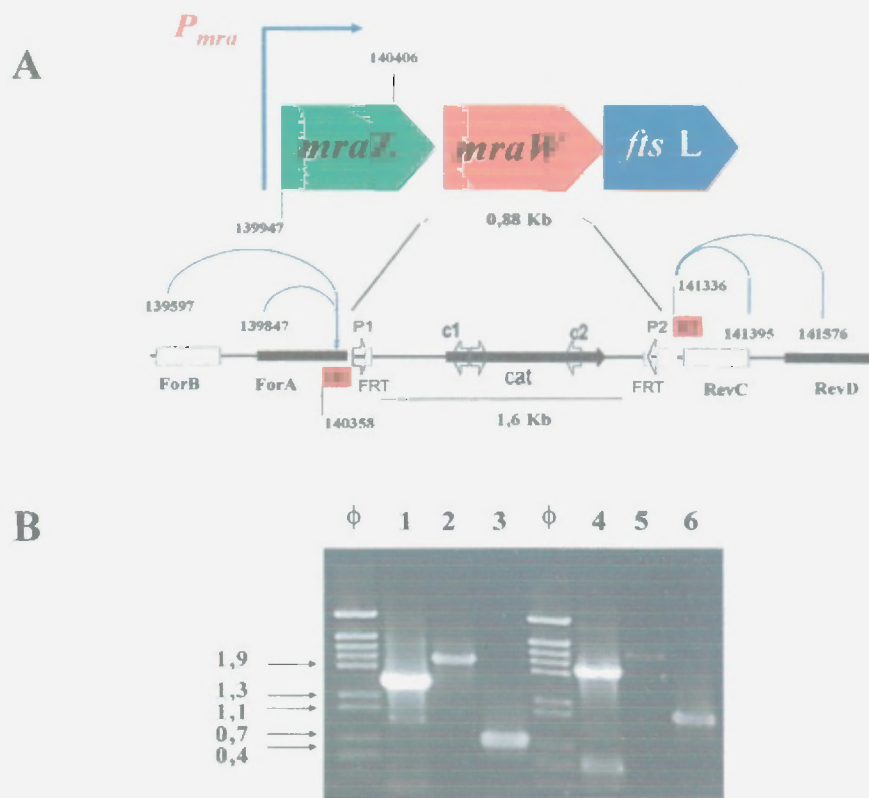 P mra
A
140406
mraZ
mraW
fts L
139947
0,88 Kb
139597
139847
141336
P1
c1
c2
P2
141395
141576
ForB
ForA
FRT
cat
FRT
RevC
RevD
140358
1,6 Kb
B
Φ 1 2 3 Φ 4 5 6
1,9
1,3
1,1
0,7
0,4